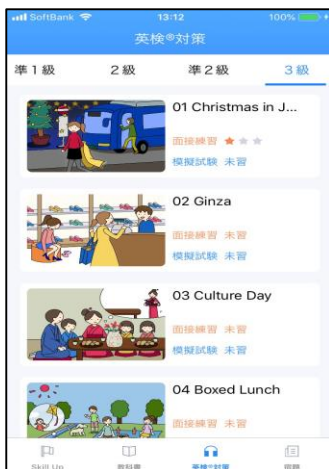 SoftBank 13:12 100%
英検®対策
準1級 2級 準2級 3級
01 Christmas in J...
面接練習
模擬試験 未習
02 Ginza
面接練習 未習
模擬試験 未習
03 Culture Day
面接練習 未習
模擬試験 未習
04 Boxed Lunch
面接練習 未習
Skill Up 教科書 英検®対策 宿題